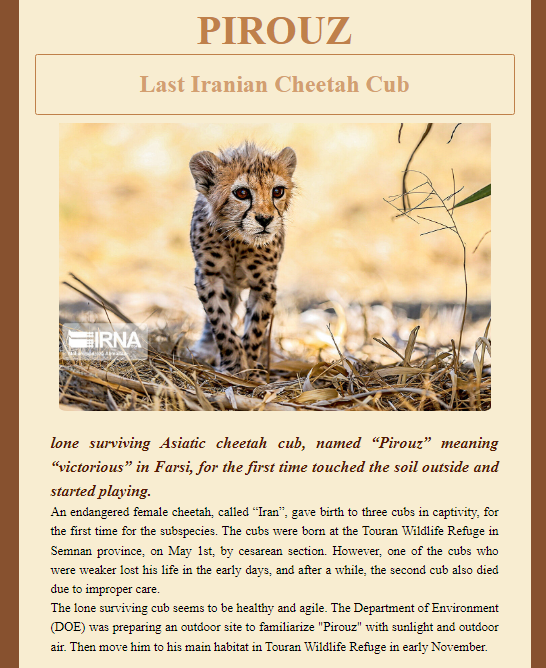 PIROUZ
Last Iranian Cheetah Cub
IRNA
lone surviving Asiatic cheetah cub, named “Pirouz” meaning
“victorious” in Farsi, for the first time touched the soil outside and
started playing.
An endangered female cheetah, called “Iran”, gave birth to three cubs in captivity, for
the first time for the subspecies. The cubs were born at the Touran Wildlife Refuge in
Semnan province, on May 1st, by cesarean section. However, one of the cubs who
were weaker lost his life in the early days, and after a while, the second cub also died
due to improper care.
The lone surviving cub seems to be healthy and agile. The Department of Environment
(DOE) was preparing an outdoor site to familiarize "Pirouz" with sunlight and outdoor
air. Then move him to his main habitat in Touran Wildlife Refuge in early November.